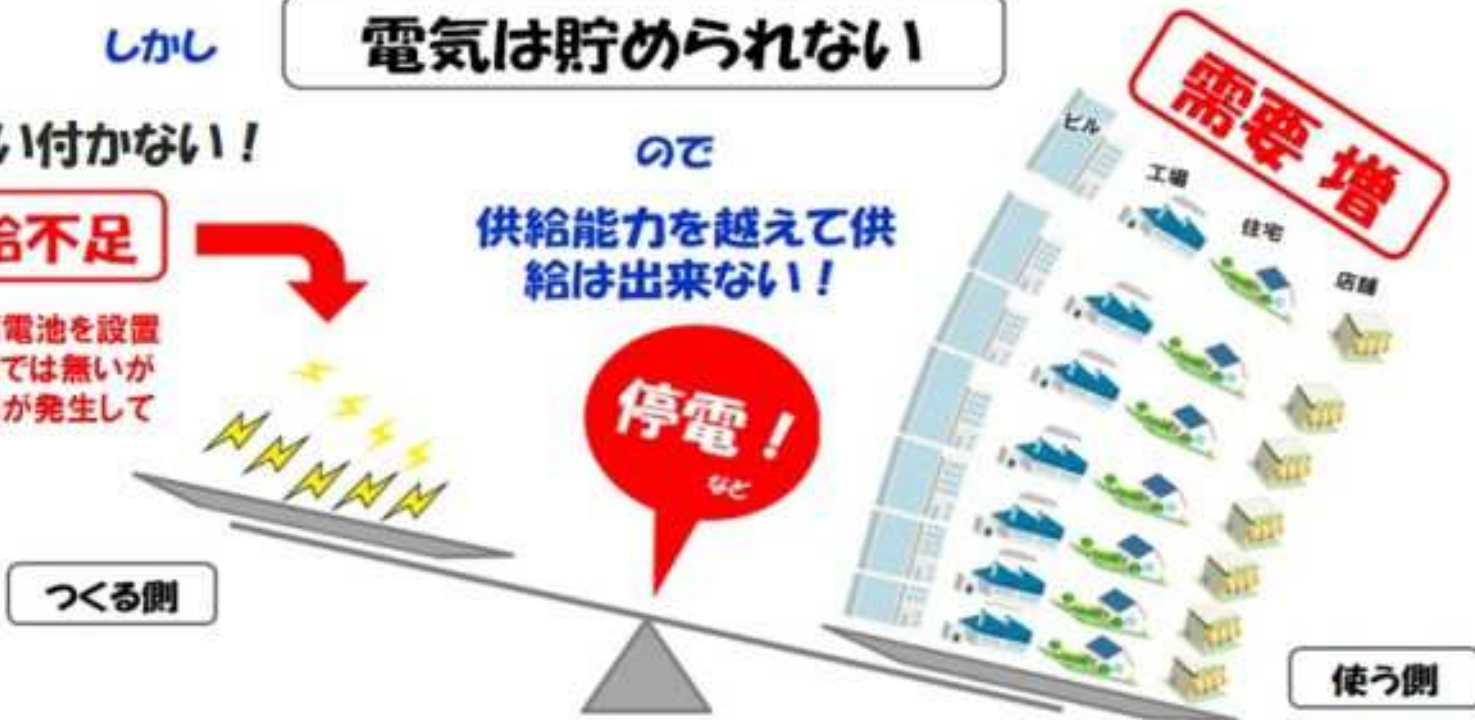 しかし
電気は貯められない
い付かない!
ので
需要 増
給不足
供給能力を越えて供
給は出来ない!
ビル
工場
住宅
店舗
電池を設置
では無いが
が発生して
停電!
など
つくる側
使う側